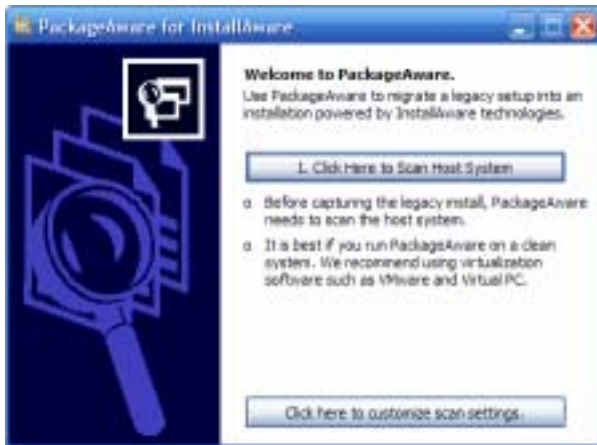 PackageAware for InstallAware
Welcome to PackageAware.
Use PackageAware to migrate a legacy setup into an
installation powered by InstallAware technologies.
1. Click Here to Scan Host System
o Before capturing the legacy install, PackageAware
needs to scan the host system.
o It is best if you run PackageAware on a clean
system. We recommend using virtualization
software such as VMware and Virtual PC.
Click here to customize scan settings.